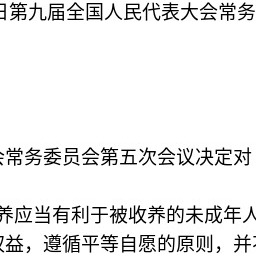 日第九届全国人民代表大会常务
会常务委员会第五次会议决定对
养应当有利于被收养的未成年人
权益，遵循平等自愿的原则，并不